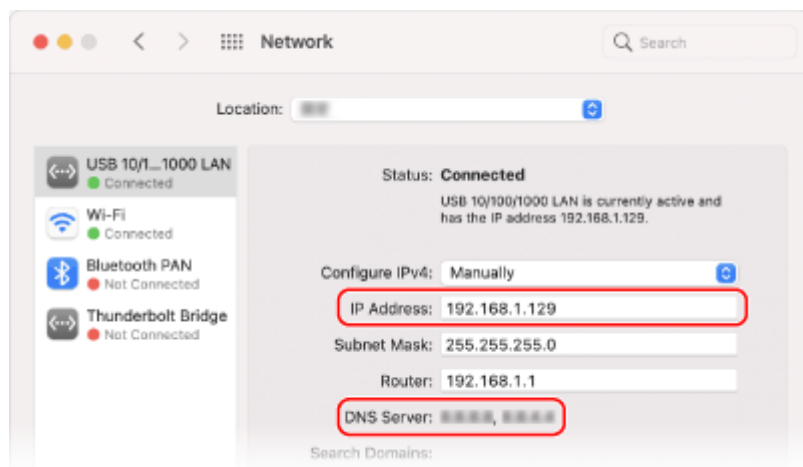 Network
Search
Location:
USB 10/1...1000 LAN
Connected
Wi-Fi
Connected
Bluetooth PAN
Not Connected
Thunderbolt Bridge
Not Connected
Status: Connected
USB 10/100/1000 LAN is currently active and
has the IP address 192.168.1.129.
Configure IPv4: Manually
IP Address: 192.168.1.129
Subnet Mask: 255.255.255.0
Router: 192.168.1.1
DNS Server:
Search Domains: